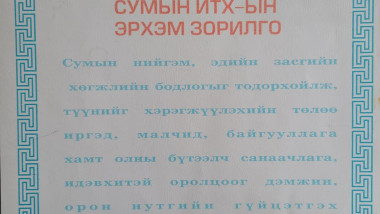 СУМЫН ИТХ-ЫН
ЭРХЭМ ЗОРИЛГО
Сумын нийгэм, эдийн засгийн
хөгжлийн бодлогыг тодорхойлж,
түүнийг хэрэгжүүлэхийн төлөө
иргэд, малчид, байгууллага
хамт олны бүтээлч санаачлага,
идэвхитэй оролцоог дэмжин,
орон нутгийн гүйцэтгэх